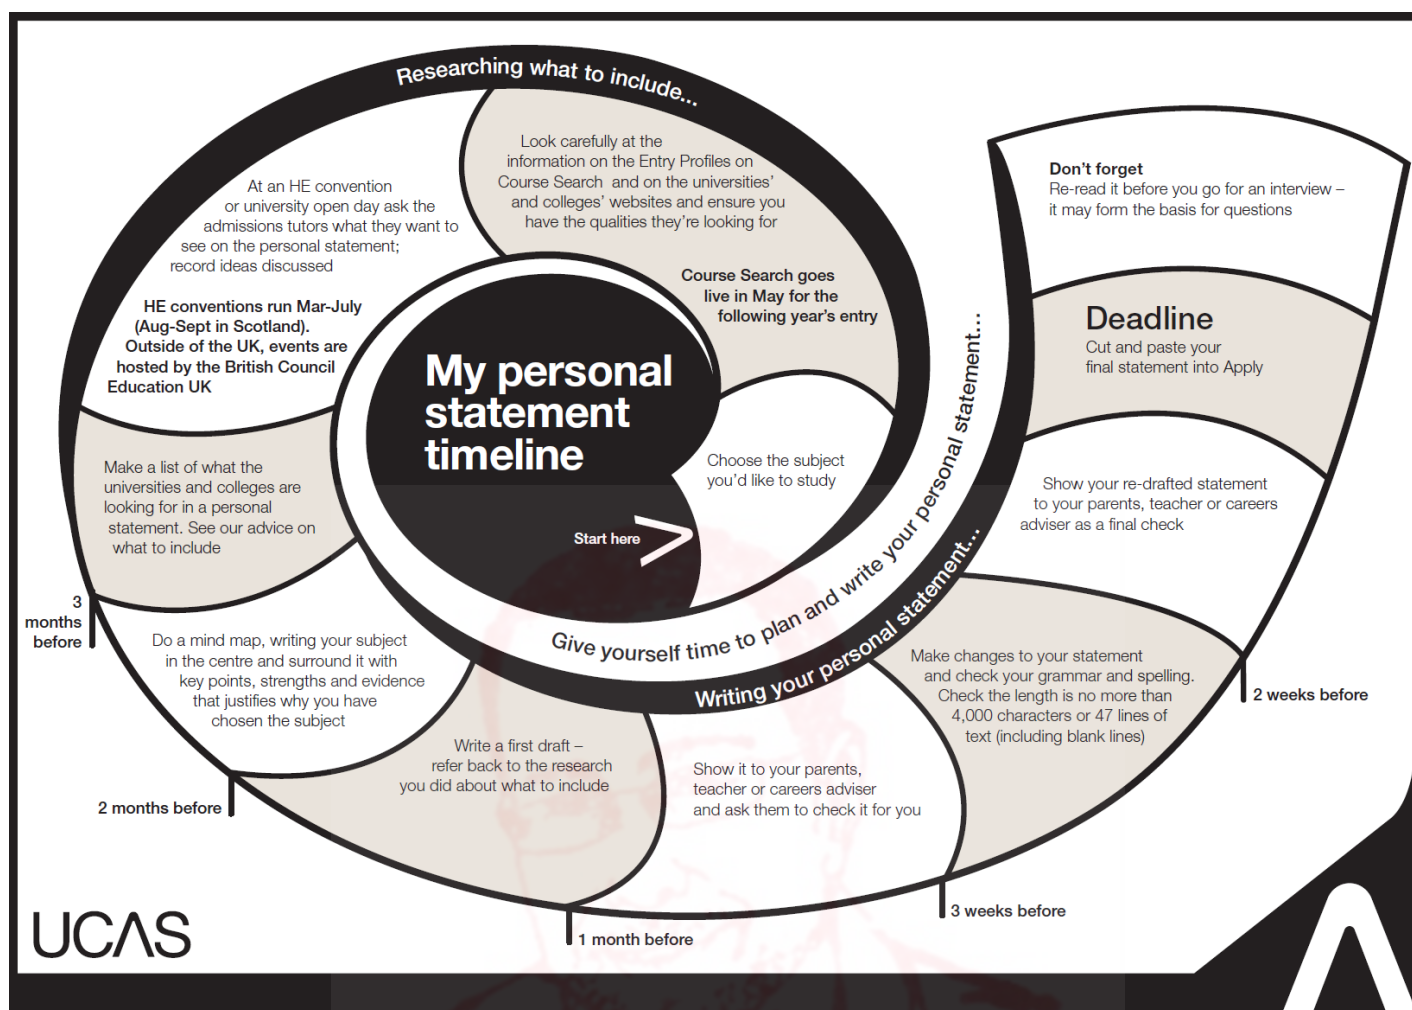 Researching what to include...
My personal
statement
timeline
Start here
Choose the subject
you'd like to study
Look carefully at the
information on the Entry Profiles on
Course Search and on the universities'
and colleges' websites and ensure you
have the qualities they're looking for
Course Search goes
live in May for the
following year's entry
At an HE convention
or university open day ask the
admissions tutors what they want to
see on the personal statement;
record ideas discussed
HE conventions run Mar-July
(Aug-Sept in Scotland).
Outside of the UK, events are
hosted by the British Council
Education UK
Make a list of what the
universities and colleges are
looking for in a personal
statement. See our advice on
what to include
3
months
before
Do a mind map, writing your subject
in the centre and surround it with
key points, strengths and evidence
that justifies why you have
chosen the subject
2 months before
Give yourself time to plan and write your personal statement...
Writing your personal statement...
Write a first draft –
refer back to the research
you did about what to include
1 month before
Show it to your parents,
teacher or careers adviser
and ask them to check it for you
3 weeks before
Make changes to your statement
and check your grammar and spelling.
Check the length is no more than
4,000 characters or 47 lines of
text (including blank lines)
2 weeks before
Show your re-drafted statement
to your parents, teacher or careers
adviser as a final check
Deadline
Cut and paste your
final statement into Apply
Don't forget
Re-read it before you go for an interview –
it may form the basis for questions
UCAS